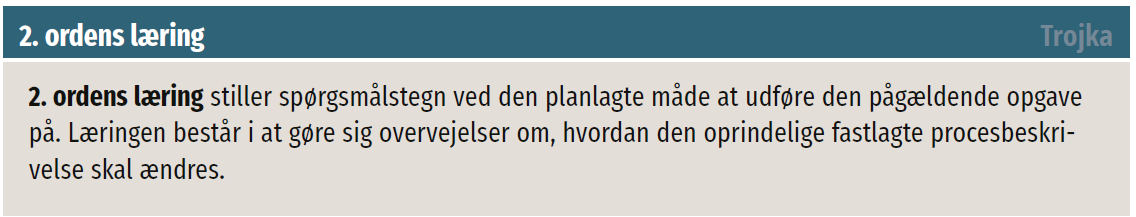 2. ordens læring
Trojka
2. ordens læring stiller spørgsmålstegn ved den planlagte måde at udføre den pågældende opgave
på. Læringen består i at gøre sig overvejelser om, hvordan den oprindelige fastlagte procesbeskri-
velse skal ændres.